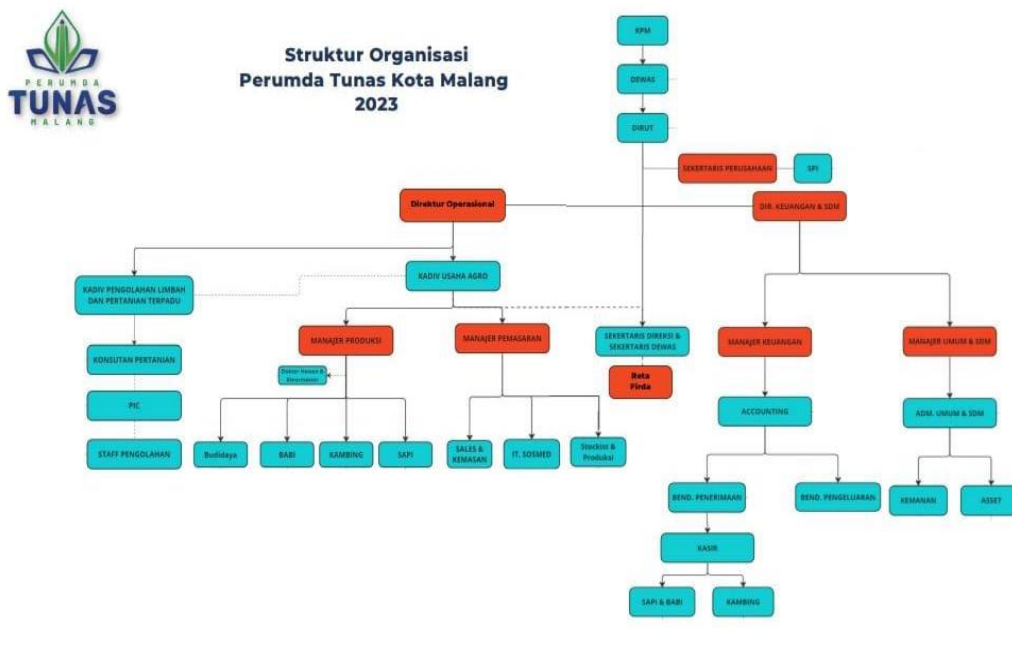 PERUMDA
TUNAS
MALANG
Struktur Organisasi
Perumda Tunas Kota Malang
2023
KPM
DEWAS
DIRUT
SEKERTARIS PERUSAHAAN
SPI
Direktur Operasional
DIR. KEUANGAN & SDM
KADIV PENGOLAHAN LIMBAH
DAN PERTANIAN TERPADU
KADIV USAHA AGRO
MANAJER PRODUKSI
MANAJER PEMASARAN
SEKERTARIS DIREKSI &
SEKERTARIS DEWAS
MANAJER KEUANGAN
MANAJER UMUM & SDM
KONSUTAN PERTANIAN
Dokter Hewan &
Reta
Firda
PIC
ACCOUNTING
ADM. UMUM & SDM
STAFF PENGOLAHAN
Budidaya
BABI
KAMBING
SAPI
SALES &
KEMASAN
IT. SOSMED
Stockist &
Produksi
BEND. PENERIMAAN
BEND. PENGELUARAN
KEMANAN
ASSET
KASIR
SAPI & BABI
KAMBING